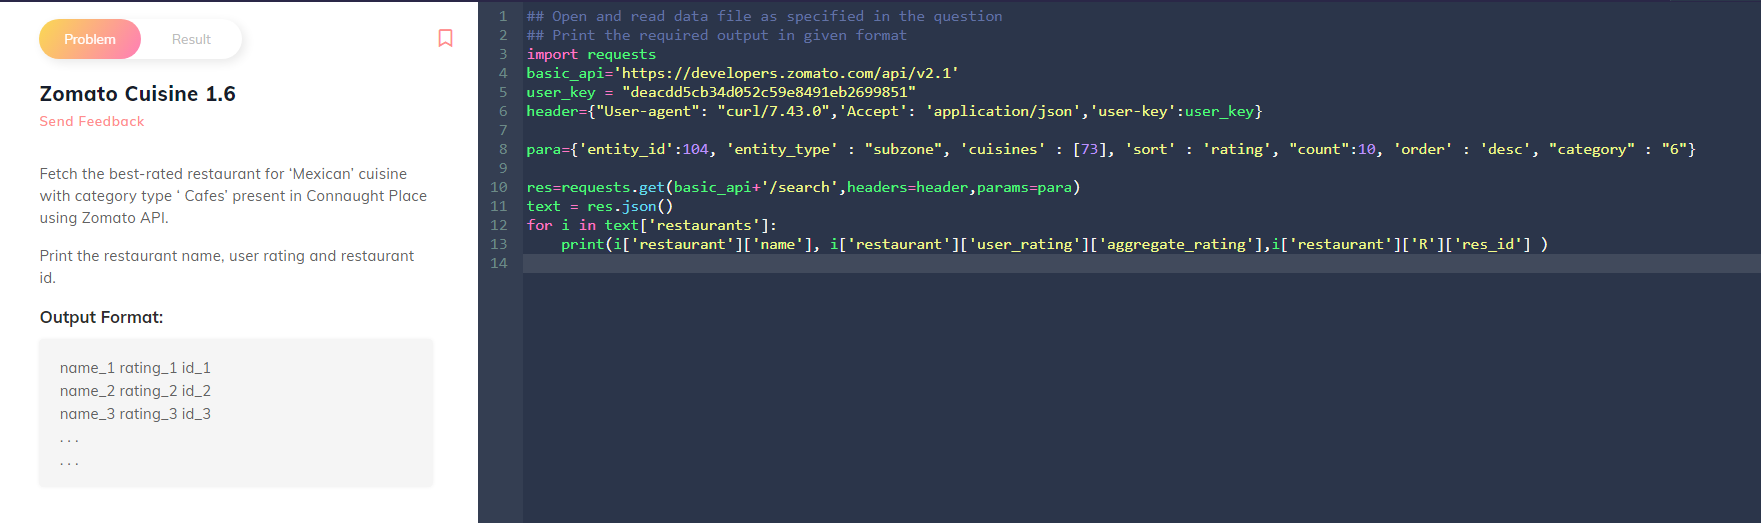 Problem
Result
Zomato Cuisine 1.6
Send Feedback
Fetch the best-rated restaurant for ‘Mexican’ cuisine
with category type ‘ Cafes’ present in Connaught Place
using Zomato API.
Print the restaurant name, user rating and restaurant
id.
Output Format:
name_1 rating_1 id_1
name_2 rating_2 id_2
name_3 rating_3 id_3
. . .
. . .
1 ## Open and read data file as specified in the question
2 ## Print the required output in given format
3 import requests
4 basic_api='https://developers.zomato.com/api/v2.1'
5 user_key = "deacdd5cb34d052c59e8491eb2699851"
6 header={"User-agent": "curl/7.43.0",'Accept': 'application/json','user-key':user_key}
7
8 para={'entity_id':104, 'entity_type' : "subzone", 'cuisines' : [73], 'sort' : 'rating', "count":10, 'order' : 'desc', "category" : "6"}
9
10 res=requests.get(basic_api+'/search',headers=header,params=para)
11 text = res.json()
12 for i in text['restaurants']:
13     print(i['restaurant']['name'], i['restaurant']['user_rating']['aggregate_rating'],i['restaurant']['R']['res_id'] )
14